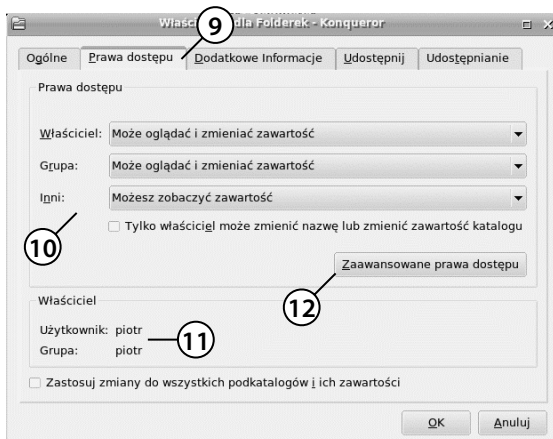 Właści dla Folderek - Konqueror
9
Ogólne Prawa dostępu Dodatkowe Informacje Udostępnij Udostępnianie
Prawa dostępu
Właściciel: Może oglądać i zmieniać zawartość
Grupa: Może oglądać i zmieniać zawartość
Inni: Możesz zobaczyć zawartość
Tylko właściciel może zmienić nazwę lub zmienić zawartość katalogu
10
Zaawansowane prawa dostępu
12
Właściciel
Użytkownik: piotr
11
Grupa: piotr
Zastosuj zmiany do wszystkich podkatalogów i ich zawartości
OK Anuluj